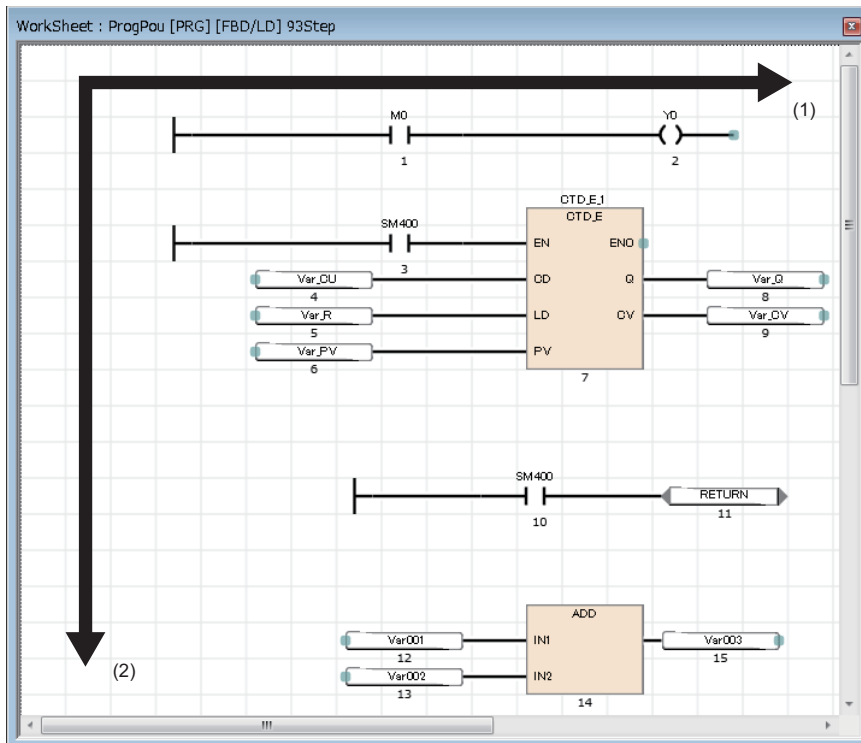 WorkSheet : ProgPou [PRG] [FBD/LD] 93Step
(1)
M0
Y0
1
2
CTD_E_1
SM400
CTD_E
EN
ENO
3
Var_CU
CD
Q
Var_Q
4
8
Var_R
LD
CV
Var_CV
5
9
Var_PV
PV
6
7
SM400
RETURN
10
11
ADD
Var001
IN1
Var003
12
15
Var002
IN2
13
14
(2)